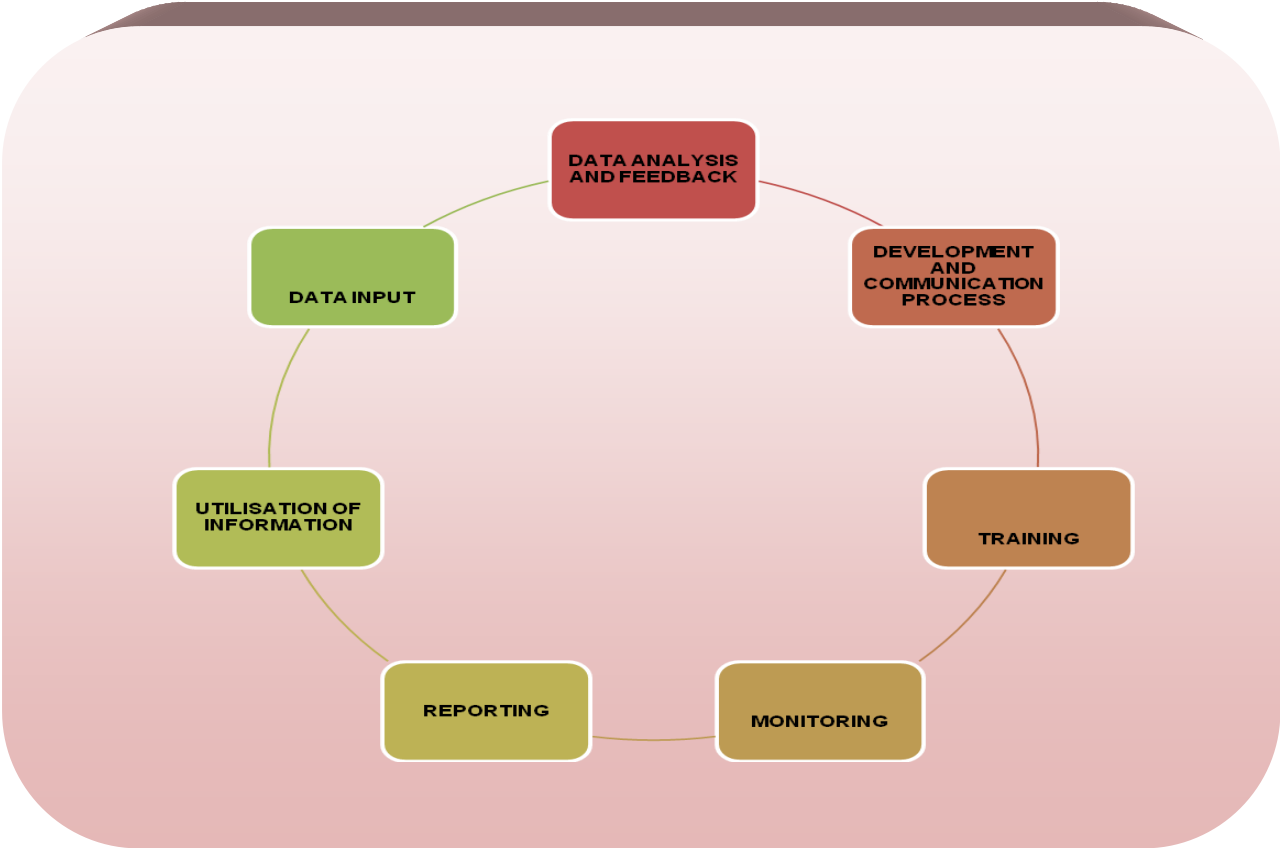 DATA ANALYSIS
AND FEEDBACK
DEVELOPMENT
AND
COMMUNICATION
PROCESS
TRAINING
MONITORING
REPORTING
UTILISATION OF
INFORMATION
DATA INPUT